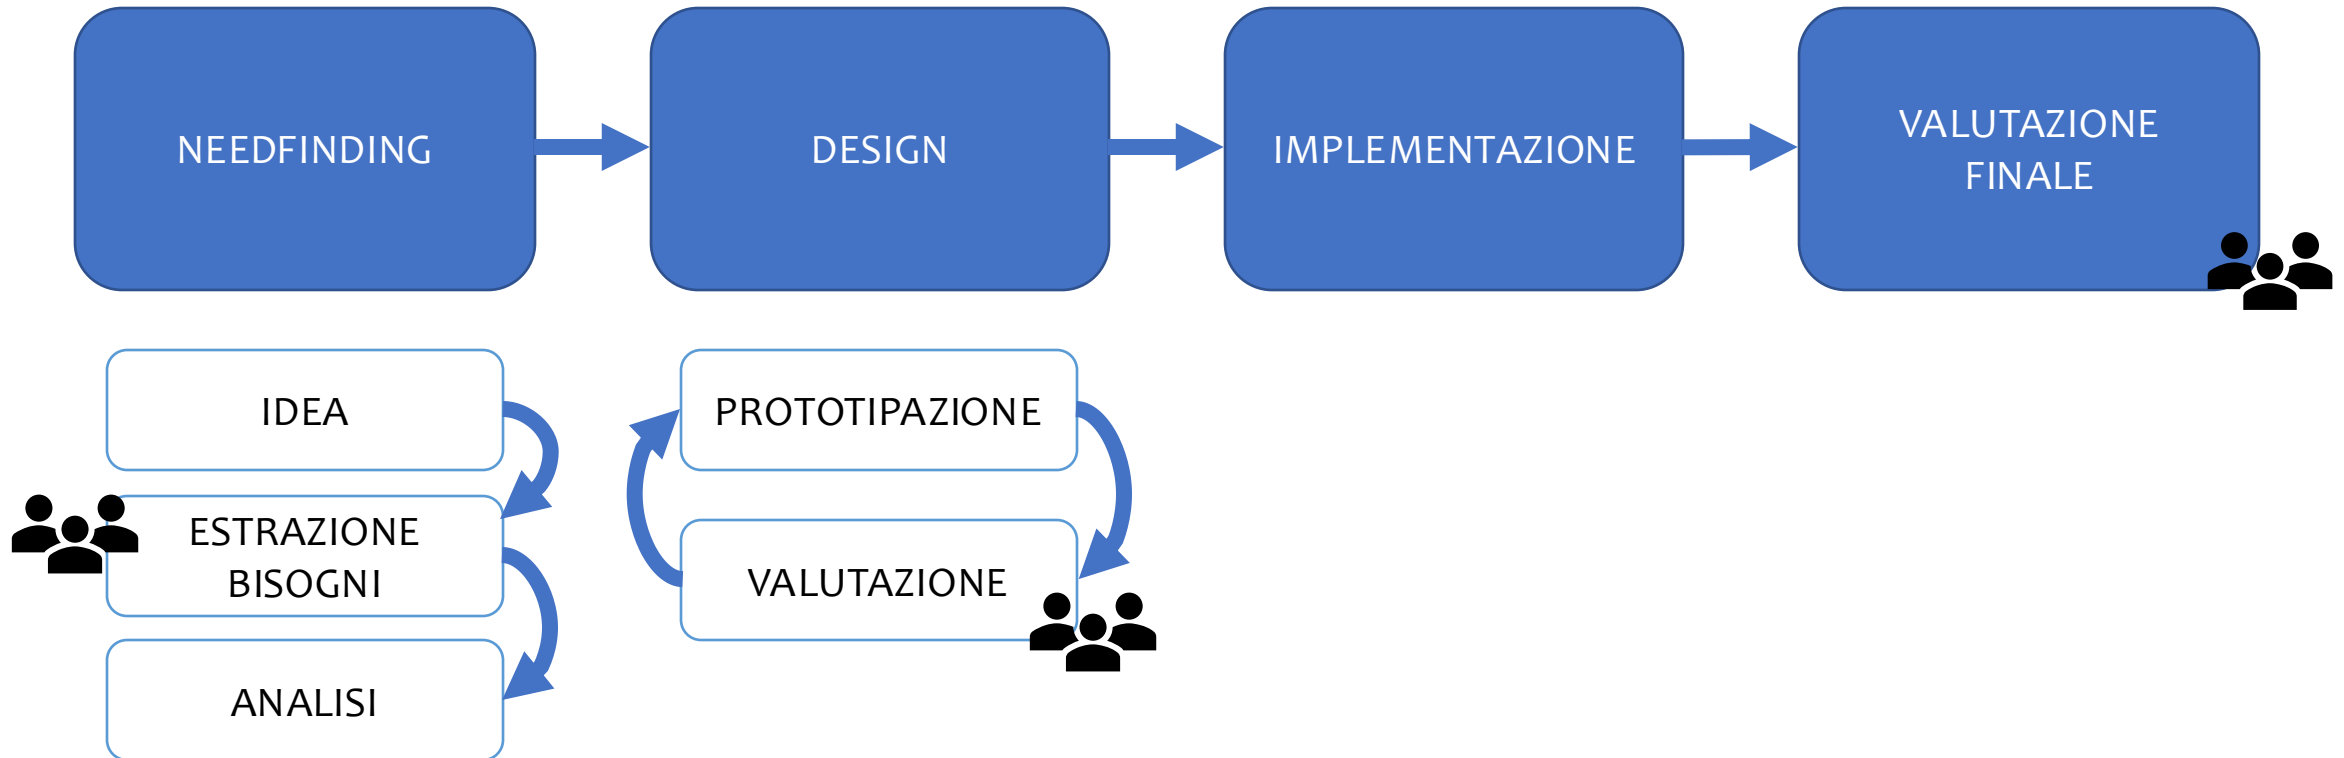 NEEDFINDING
DESIGN
IMPLEMENTAZIONE
VALUTAZIONE
FINALE
IDEA
ESTRAZIONE
BISOGNI
ANALISI
PROTOTIPAZIONE
VALUTAZIONE